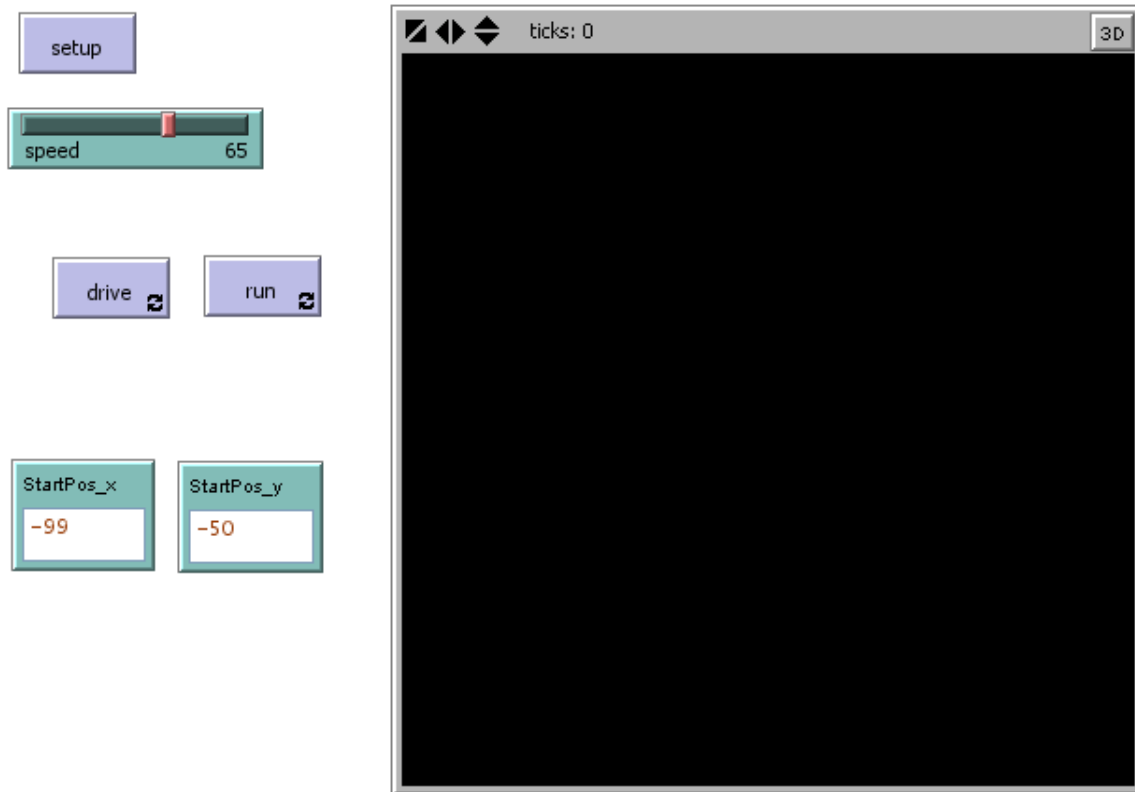 setup
ticks: 0
3D
speed 65
drive
run
StartPos_x
StartPos_y
-99
-50